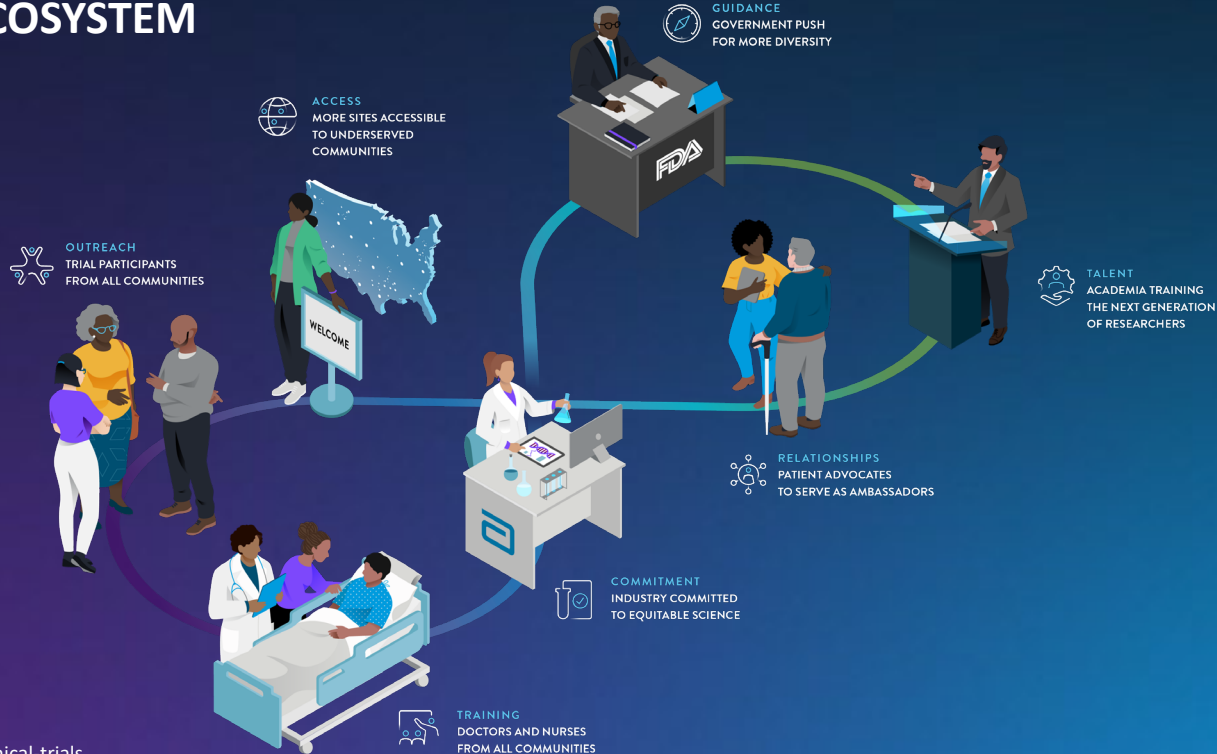 COSYSTEM
GUIDANCE
GOVERNMENT PUSH
FOR MORE DIVERSITY
ACCESS
MORE SITES ACCESSIBLE
TO UNDERSERVED
COMMUNITIES
FDA
OUTREACH
TRIAL PARTICIPANTS
FROM ALL COMMUNITIES
TALENT
ACADEMIA TRAINING
THE NEXT GENERATION
OF RESEARCHERS
WELCOME
RELATIONSHIPS
PATIENT ADVOCATES
TO SERVE AS AMBASSADORS
COMMITMENT
INDUSTRY COMMITTED
TO EQUITABLE SCIENCE
TRAINING
DOCTORS AND NURSES
FROM ALL COMMUNITIES
nical trials